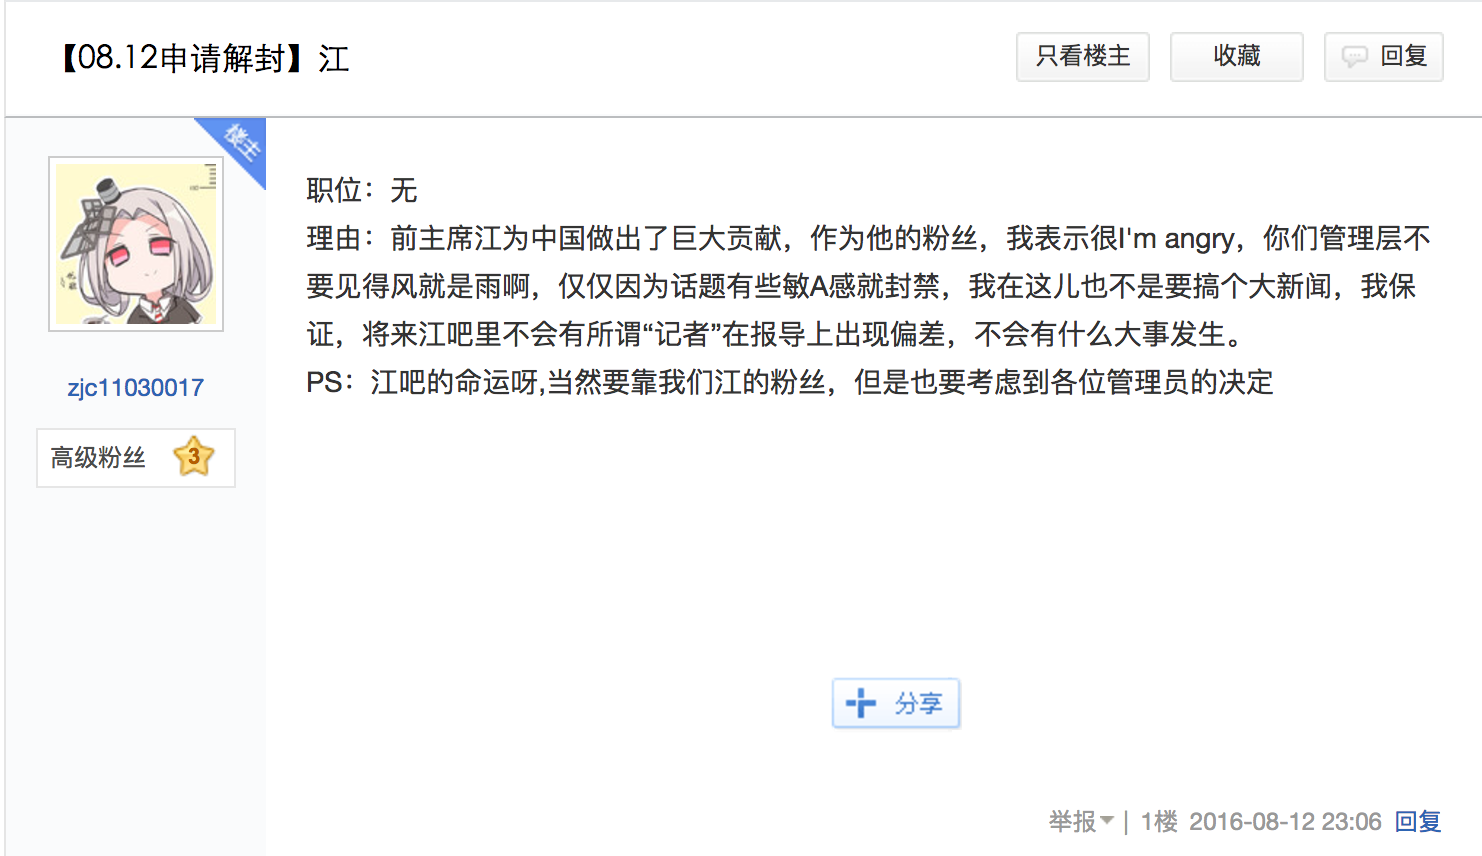 【08.12申请解封】江
只看楼主
收藏
回复
楼主
zjc11030017
高级粉丝 3
职位：无
理由：前主席江为中国做出了巨大贡献，作为他的粉丝，我表示很I'm angry，你们管理层不
要见得风就是雨啊，仅仅因为话题有些敏A感就封禁，我在这儿也不是要搞个大新闻，我保
证，将来江吧里不会有所谓“记者”在报导上出现偏差，不会有什么大事发生。
PS：江吧的命运呀,当然要靠我们江的粉丝，但是也要考虑到各位管理员的决定
分享
举报 | 1楼 2016-08-12 23:06 回复